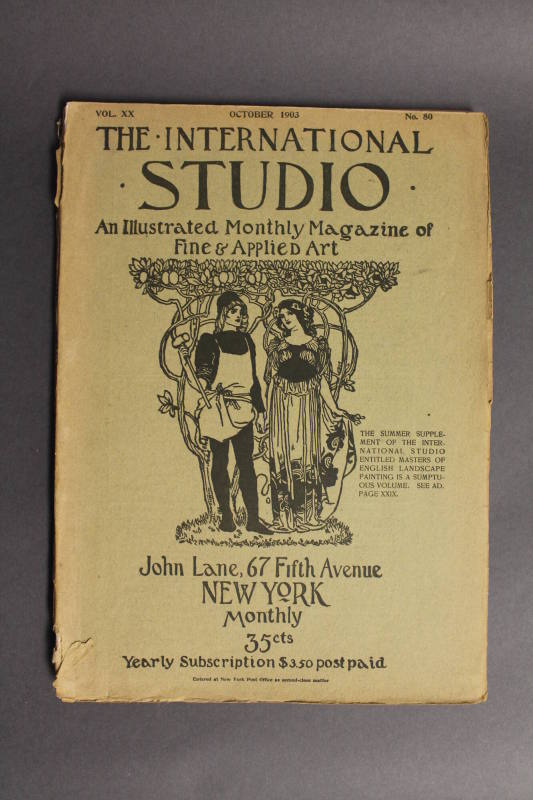 VOL. XX OCTOBER 1903 No. 80
THE · INTERNATIONAL
· STUDIO ·
An Illustrated Monthly Magazine of
Fine & Applied Art
THE SUMMER SUPPLE-
MENT OF THE INTER-
NATIONAL STUDIO
ENTITLED MASTERS OF
ENGLISH LANDSCAPE
PAINTING IS A SUMPTU-
OUS VOLUME. SEE AD.
PAGE XXIX.
John Lane, 67 Fifth Avenue
NEW YORK
Monthly
35cts
Yearly Subscription $3.50 postpaid
Entered at New York Post Office as second-class matter